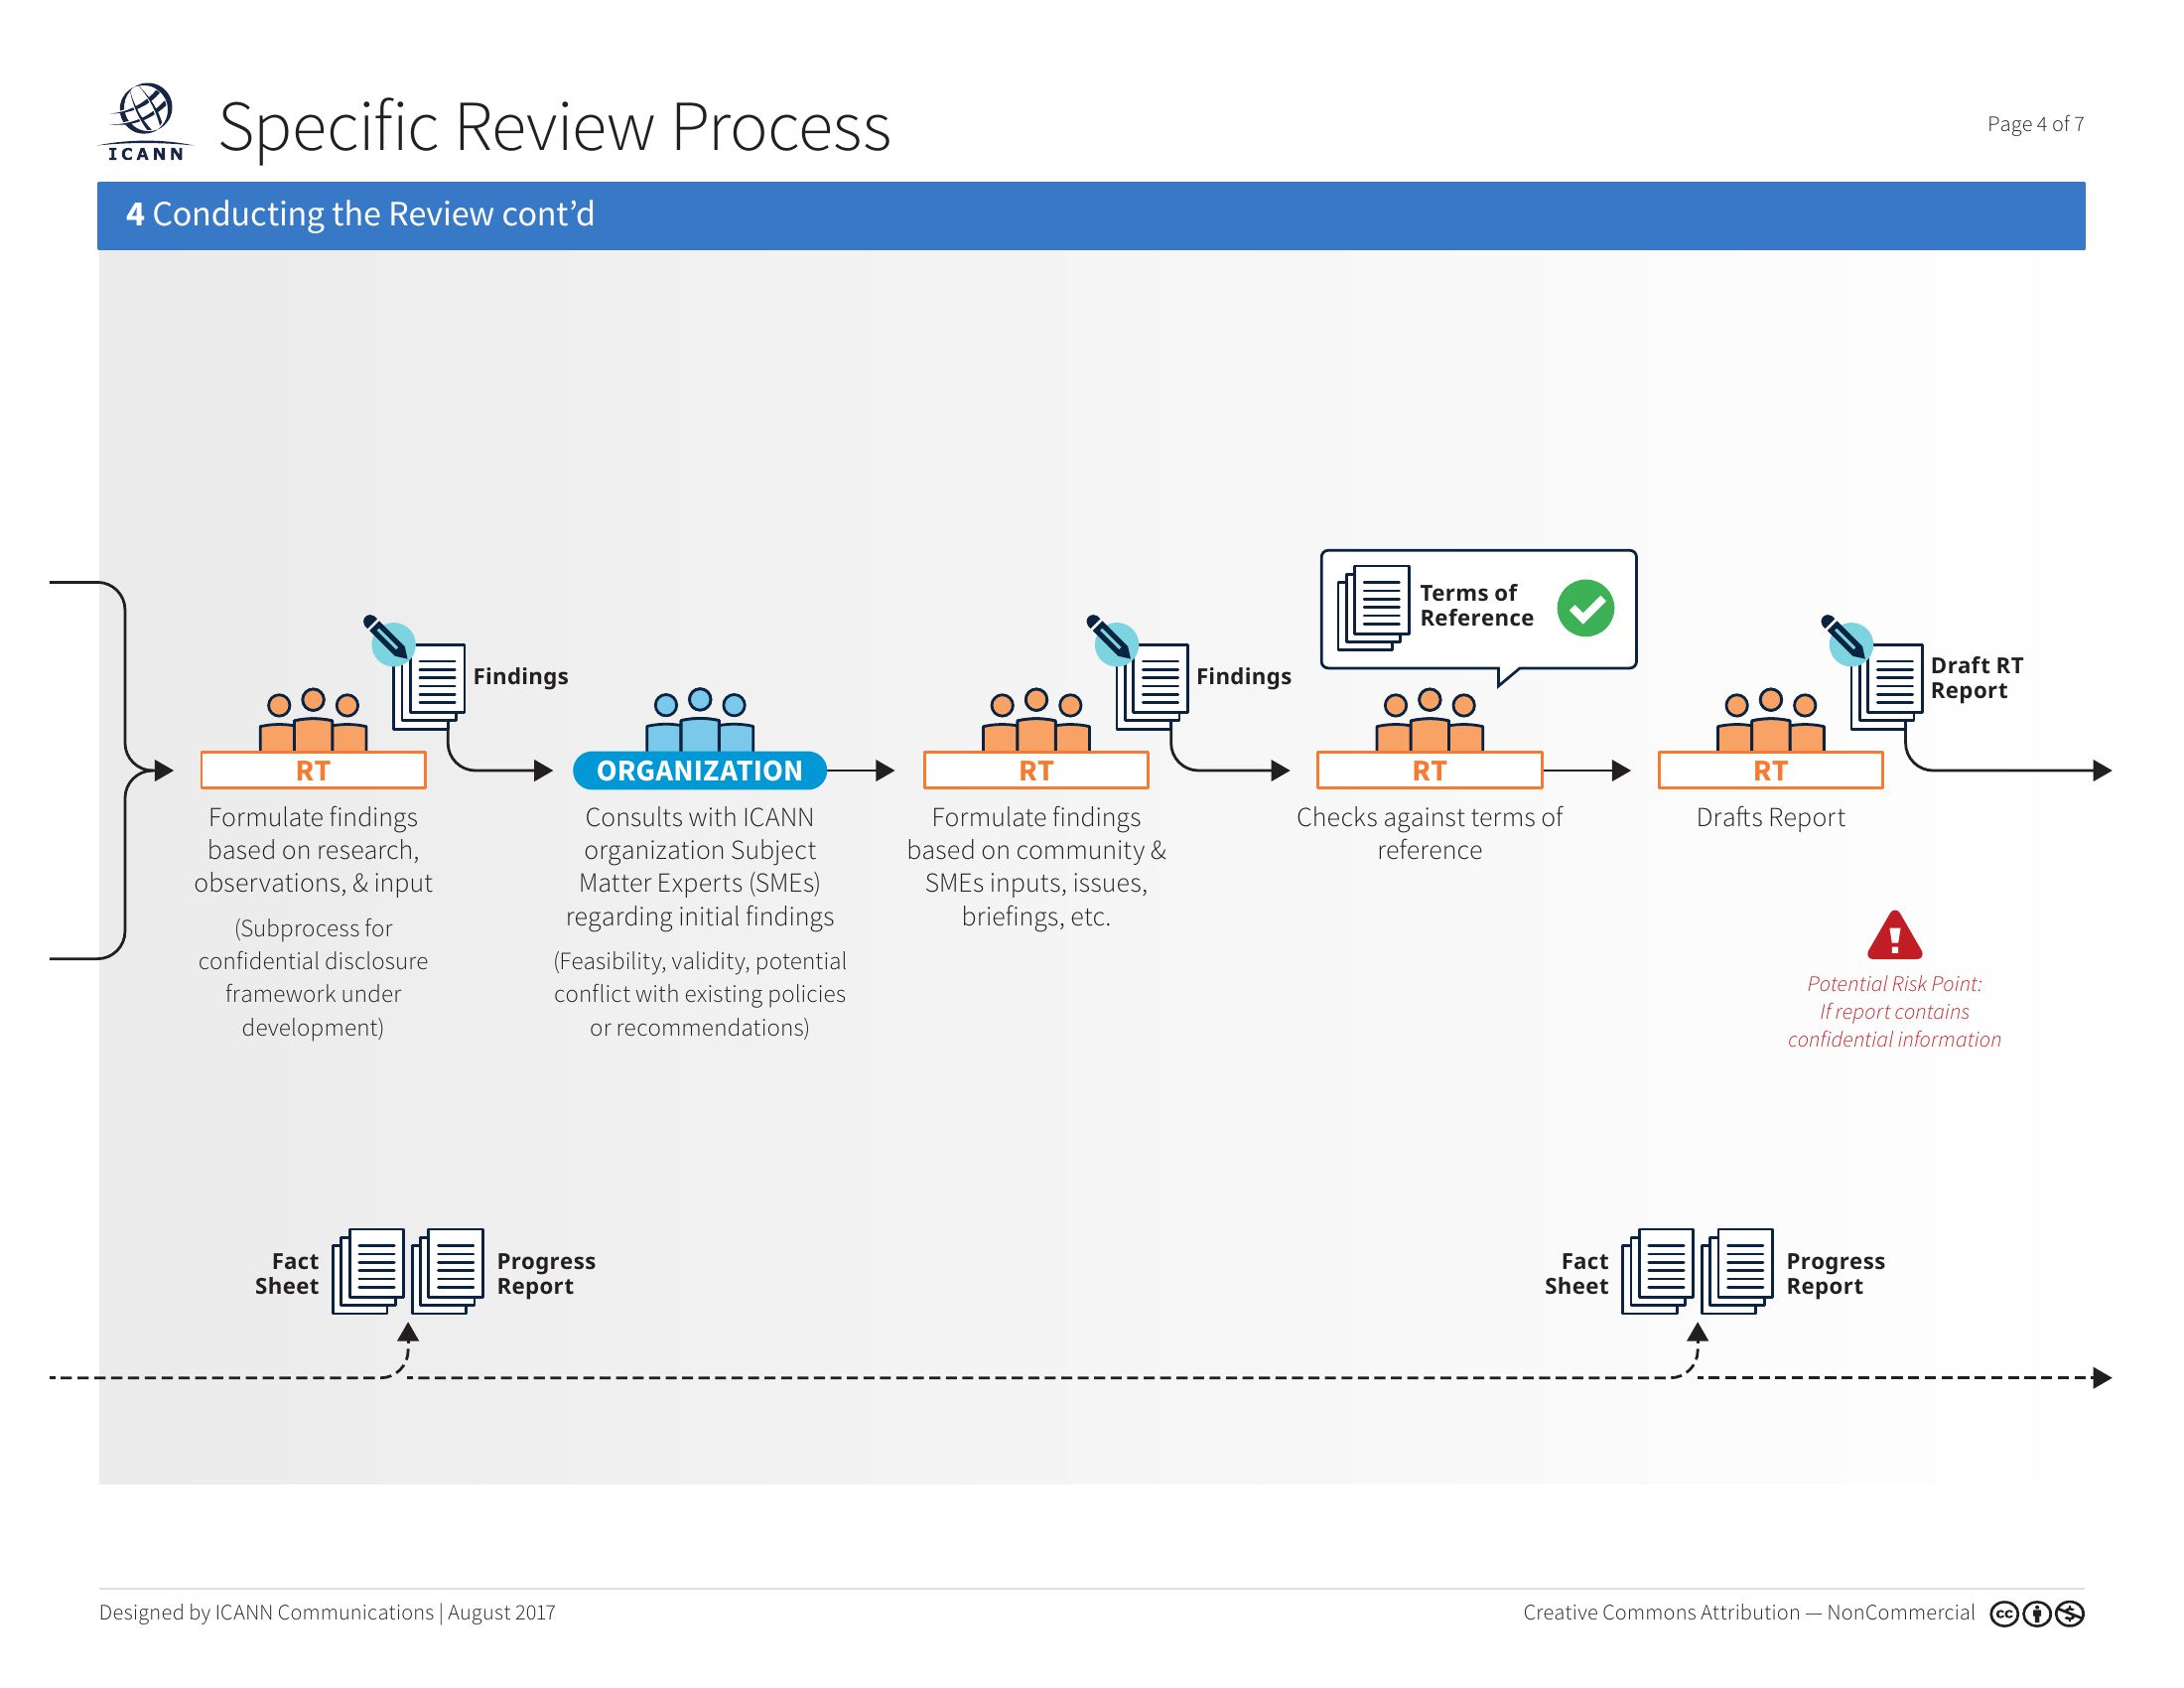 ICANN
Specific Review Process
Page 4 of 7
4 Conducting the Review cont’d
Findings
RT
Formulate findings
based on research,
observations, & input
(Subprocess for
confidential disclosure
framework under
development)
ORGANIZATION
Consults with ICANN
organization Subject
Matter Experts (SMEs)
regarding initial findings
(Feasibility, validity, potential
conflict with existing policies
or recommendations)
Findings
RT
Formulate findings
based on community &
SMEs inputs, issues,
briefings, etc.
Terms of
Reference
RT
Checks against terms of
reference
Draft RT
Report
RT
Drafts Report
Potential Risk Point:
If report contains
confidential information
Fact
Sheet
Progress
Report
Fact
Sheet
Progress
Report
Designed by ICANN Communications | August 2017
Creative Commons Attribution — NonCommercial
cc